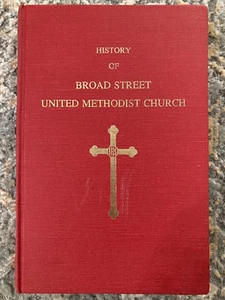 HISTORY
OF
BROAD STREET
UNITED METHODIST CHURCH